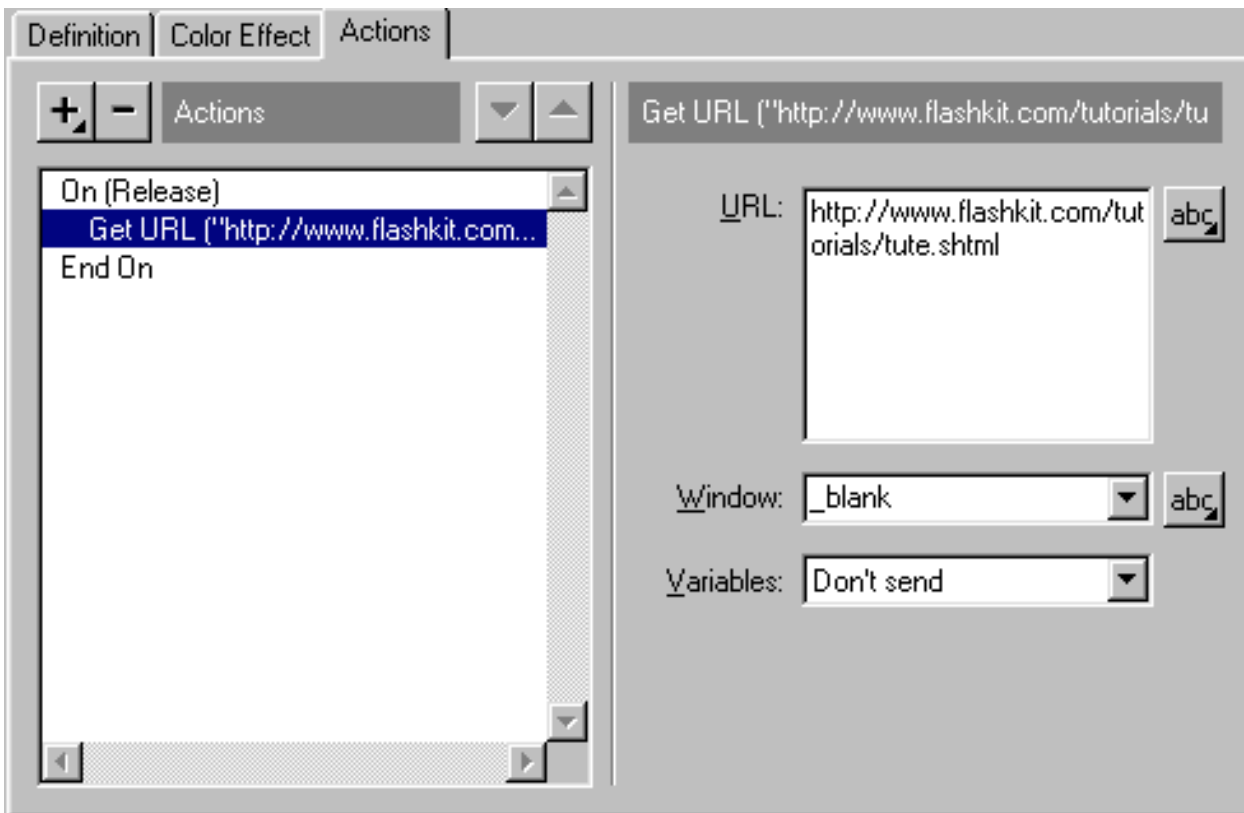 Definition Color Effect Actions
+ - Actions
Get URL ("http://www.flashkit.com/tutorials/tu
On (Release)
Get URL ("http://www.flashkit.com...
End On
URL:
http://www.flashkit.com/tut
orials/tute.shtml
abc
Window:
_blank
abc
Variables:
Don't send